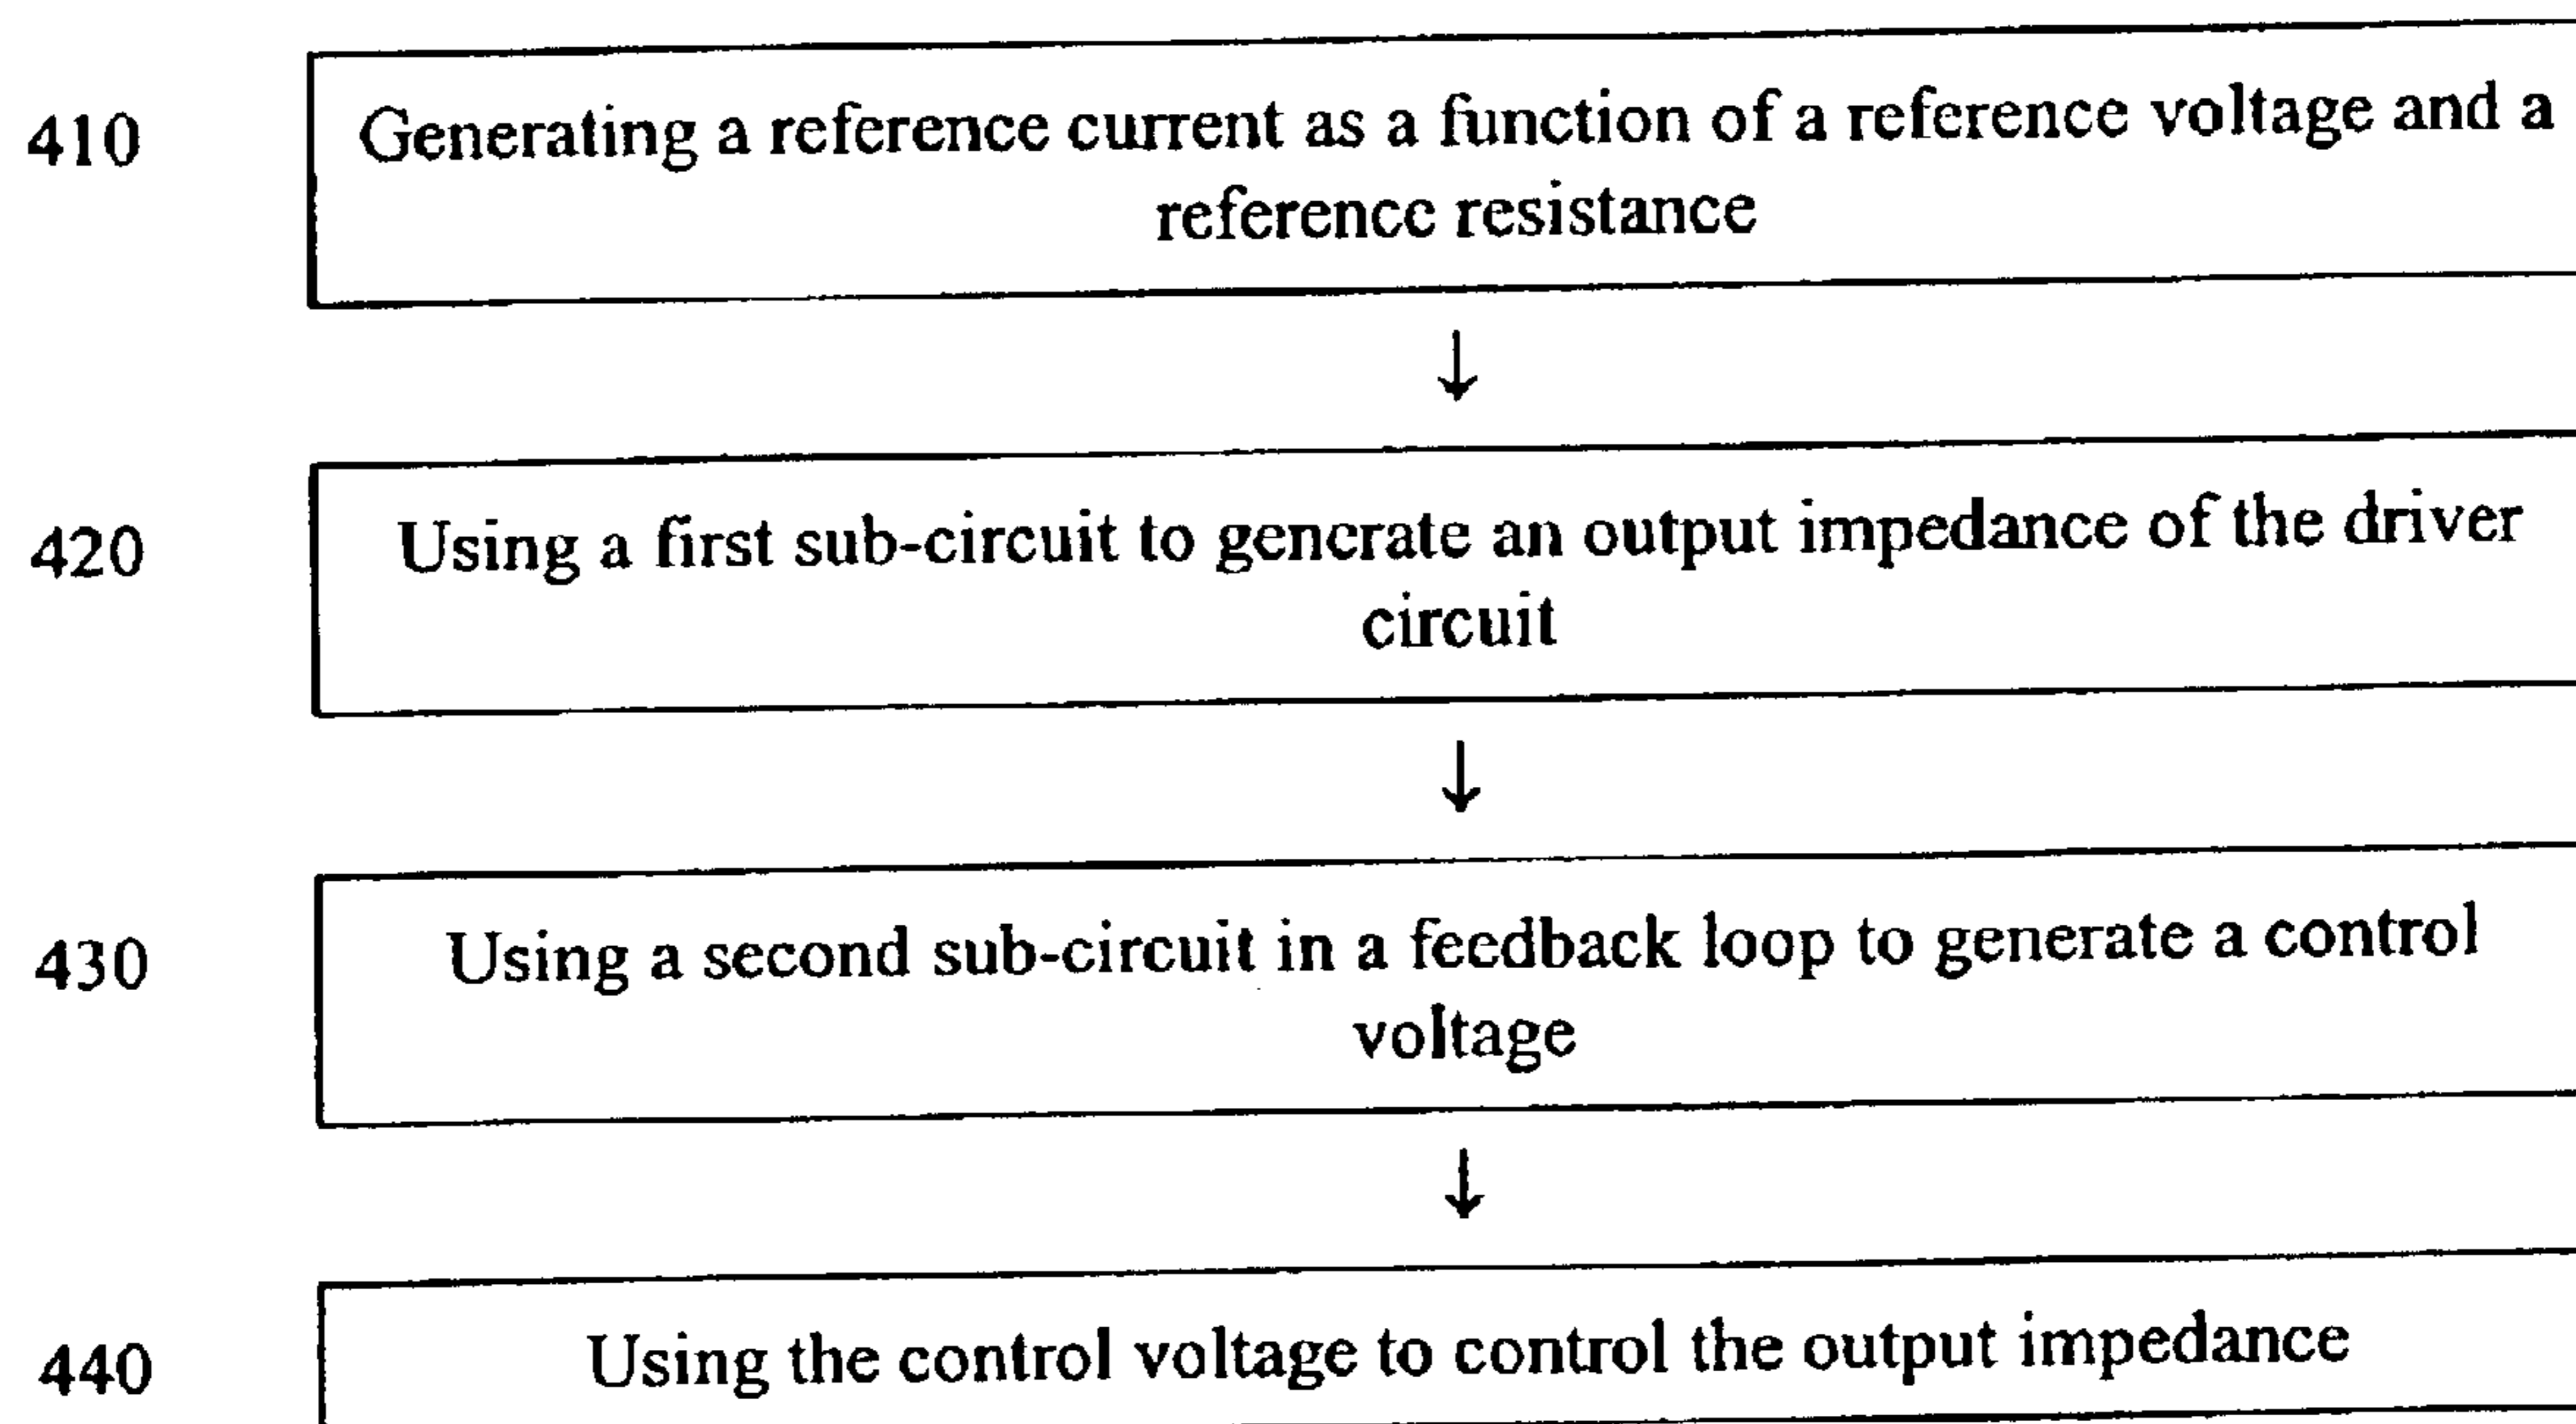 410 Generating a reference current as a function of a reference voltage and a
reference resistance
420 Using a first sub-circuit to generate an output impedance of the driver
circuit
430 Using a second sub-circuit in a feedback loop to generate a control
voltage
440 Using the control voltage to control the output impedance